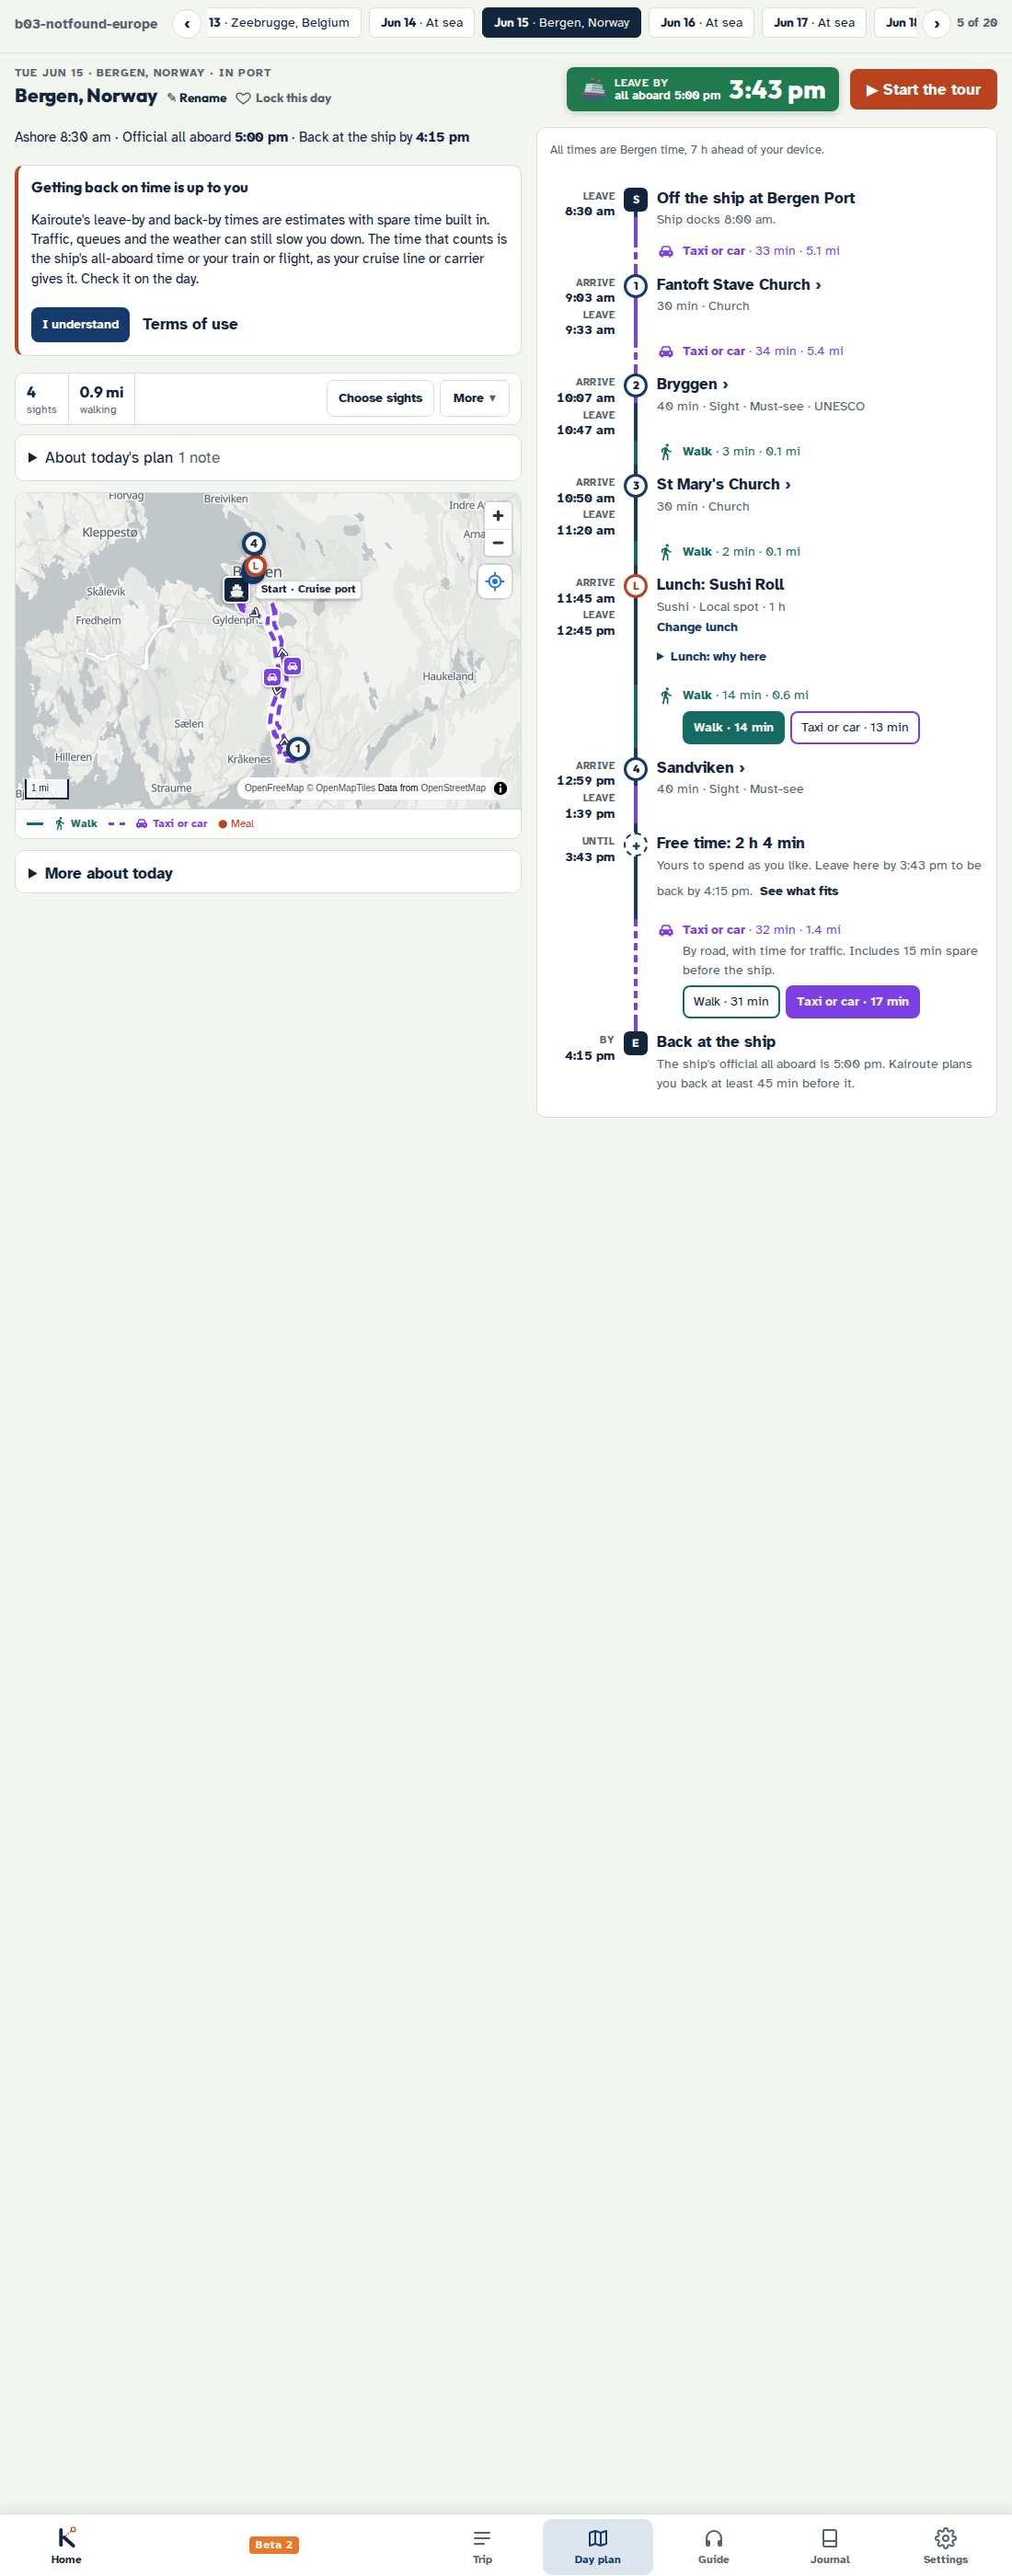 b03-notfound-europe
‹
13 · Zeebrugge, Belgium
Jun 14 · At sea
Jun 15 · Bergen, Norway
Jun 16 · At sea
Jun 17 · At sea
Jun 18
›
5 of 20
TUE JUN 15 · BERGEN, NORWAY · IN PORT
Bergen, Norway
✎ Rename
Lock this day
LEAVE BY
all aboard 5:00 pm
3:43 pm
▶ Start the tour
Ashore 8:30 am · Official all aboard 5:00 pm · Back at the ship by 4:15 pm
Getting back on time is up to you
Kairoute's leave-by and back-by times are estimates with spare time built in.
Traffic, queues and the weather can still slow you down. The time that counts is
the ship's all-aboard time or your train or flight, as your cruise line or carrier
gives it. Check it on the day.
I understand
Terms of use
4
sights
0.9 mi
walking
Choose sights
More ▼
▶ About today's plan 1 note
Florvåg
Breiviken
Indre A
Kleppestø
Arna
4
L
Skålevik
Start · Cruise port
Fredheim
Haukeland
Sælen
Hilleren
Kråkenes
1
Straume
1 mi
OpenFreeMap © OpenMapTiles Data from OpenStreetMap
+
−
Walk
Taxi or car
Meal
▶ More about today
All times are Bergen time, 7 h ahead of your device.
LEAVE
8:30 am
S
Off the ship at Bergen Port
Ship docks 8:00 am.
Taxi or car · 33 min · 5.1 mi
ARRIVE
9:03 am
LEAVE
9:33 am
1
Fantoft Stave Church ›
30 min · Church
Taxi or car · 34 min · 5.4 mi
ARRIVE
10:07 am
LEAVE
10:47 am
2
Bryggen ›
40 min · Sight · Must-see · UNESCO
Walk · 3 min · 0.1 mi
ARRIVE
10:50 am
LEAVE
11:20 am
3
St Mary's Church ›
30 min · Church
Walk · 2 min · 0.1 mi
ARRIVE
11:45 am
LEAVE
12:45 pm
L
Lunch: Sushi Roll
Sushi · Local spot · 1 h
Change lunch
▶ Lunch: why here
Walk · 14 min · 0.6 mi
Walk · 14 min
Taxi or car · 13 min
ARRIVE
12:59 pm
LEAVE
1:39 pm
4
Sandviken ›
40 min · Sight · Must-see
UNTIL
3:43 pm
+
Free time: 2 h 4 min
Yours to spend as you like. Leave here by 3:43 pm to be
back by 4:15 pm. See what fits
Taxi or car · 32 min · 1.4 mi
By road, with time for traffic. Includes 15 min spare
before the ship.
Walk · 31 min
Taxi or car · 17 min
BY
4:15 pm
E
Back at the ship
The ship's official all aboard is 5:00 pm. Kairoute plans
you back at least 45 min before it.
Home
Beta 2
Trip
Day plan
Guide
Journal
Settings